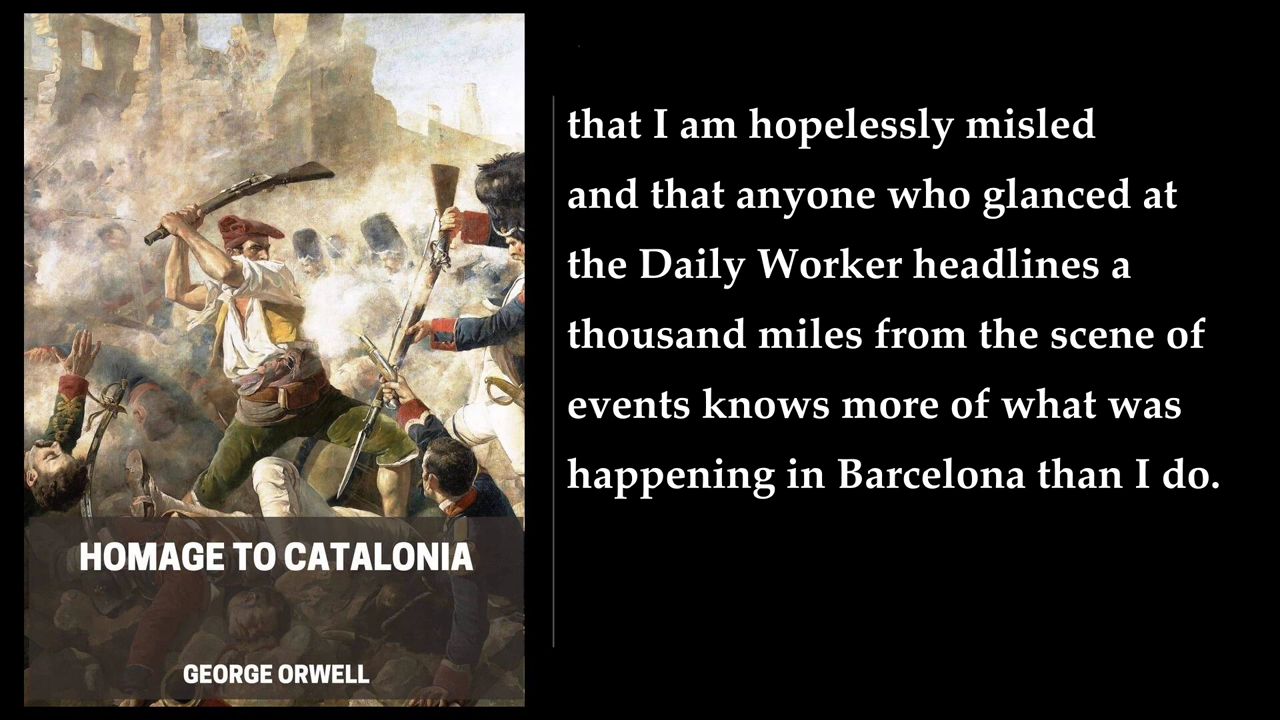 HOMAGE TO CATALONIA
GEORGE ORWELL
that I am hopelessly misled
and that anyone who glanced at
the Daily Worker headlines a
thousand miles from the scene of
events knows more of what was
happening in Barcelona than I do.